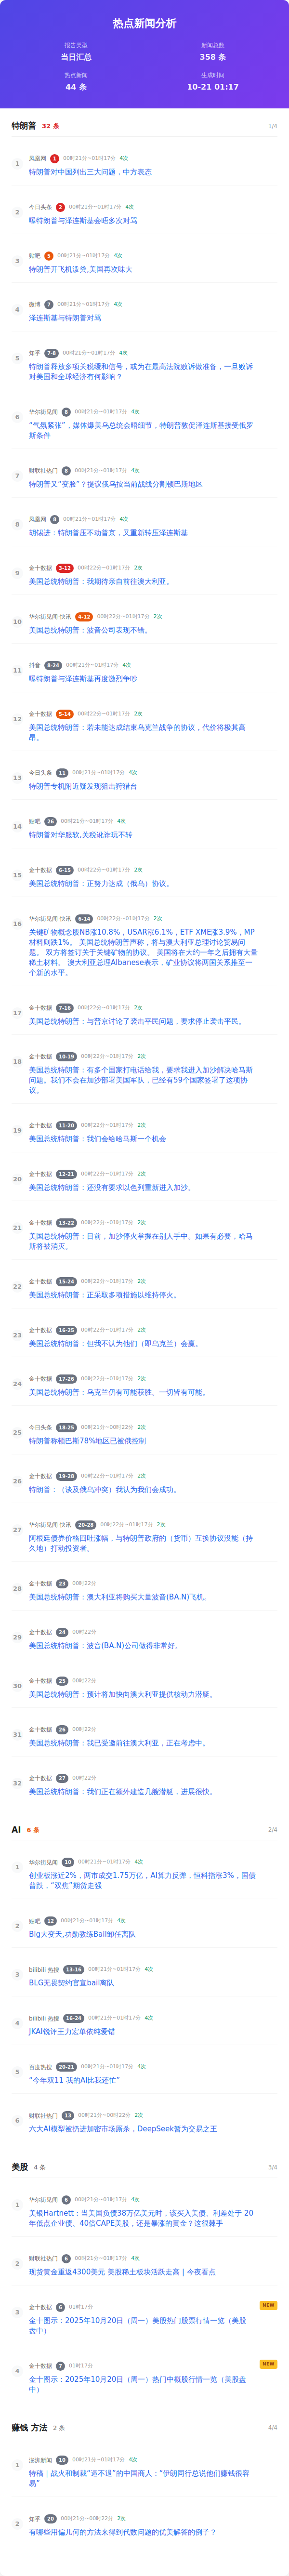 热点新闻分析
报告类型
新闻总数
当日汇总
358 条
热点新闻
生成时间
44 条
10-21 01:17
特朗普 32 条
1/4
1
凤凰网 1 00时21分~01时17分 4次
特朗普对中国列出三大问题，中方表态
2
今日头条 2 00时21分~01时17分 4次
曝特朗普与泽连斯基会晤多次对骂
3
贴吧 5 00时21分~01时17分 4次
特朗普开飞机泼粪,美国再次味大
4
微博 7 00时21分~01时17分 4次
泽连斯基与特朗普对骂
5
知乎 7-8 00时21分~01时17分 4次
特朗普释放多项关税缓和信号，或为在最高法院打诉做准备，一旦败诉
对美国和全球经济有何影响？
6
华尔街见闻 8 00时21分~01时17分 4次
“气氛紧张”，媒体爆美乌总统会晤细节，特朗普敦促泽连斯基接受俄罗
斯条件
7
财联社热门 8 00时21分~01时17分 4次
特朗普又“变脸”？提议俄乌按当前战线分割顿巴斯地区
8
凤凰网 8 00时21分~01时17分 4次
胡锡进：特朗普压不动普京，又重新转压泽连斯基
9
金十数据 3-12 00时22分~01时17分 2次
美国总统特朗普：我期待亲自前往澳大利亚。
10
华尔街见闻-快讯 4-12 00时22分~01时17分 2次
美国总统特朗普：波音公司表现不错。
11
抖音 8-24 00时21分~01时17分 4次
曝特朗普与泽连斯基再度激烈争吵
12
金十数据 5-14 00时22分~01时17分 2次
美国总统特朗普：若未能达成结束乌克兰战争的协议，代价将极其高
昂。
13
今日头条 11 00时21分~01时17分 4次
特朗普专机附近疑发现狙击狩猎台
14
贴吧 26 00时21分~01时17分 4次
特朗普对华服软,关税讹诈玩不转
15
金十数据 6-15 00时22分~01时17分 2次
美国总统特朗普：正努力达成（俄乌）协议。
16
华尔街见闻-快讯 6-14 00时22分~01时17分 2次
关键矿物概念股NB涨10.8%，USAR涨6.1%，ETF XME涨3.9%，MP
材料则跌1%。 美国总统特朗普声称，将与澳大利亚总理讨论贸易问
题。 双方将签订关于关键矿物的协议。 美国将在大约一年之后拥有大量
稀土材料。 澳大利亚总理Albanese表示，矿业协议将两国关系推至一
个新的水平。
17
金十数据 7-16 00时22分~01时17分 2次
美国总统特朗普：与普京讨论了袭击平民问题，要求停止袭击平民。
18
金十数据 10-19 00时22分~01时17分 2次
美国总统特朗普：有多个国家打电话给我，要求我进入加沙解决哈马斯
问题。我们不会在加沙部署美国军队，已经有59个国家签署了这项协
议。
19
金十数据 11-20 00时22分~01时17分 2次
美国总统特朗普：我们会给哈马斯一个机会
20
金十数据 12-21 00时22分~01时17分 2次
美国总统特朗普：还没有要求以色列重新进入加沙。
21
金十数据 13-22 00时22分~01时17分 2次
美国总统特朗普：目前，加沙停火掌握在别人手中。如果有必要，哈马
斯将被消灭。
22
金十数据 15-24 00时22分~01时17分 2次
美国总统特朗普：正采取多项措施以维持停火。
23
金十数据 16-25 00时22分~01时17分 2次
美国总统特朗普：但我不认为他们（即乌克兰）会赢。
24
金十数据 17-26 00时22分~01时17分 2次
美国总统特朗普：乌克兰仍有可能获胜。一切皆有可能。
25
今日头条 18-25 00时21分~00时22分 2次
特朗普称顿巴斯78%地区已被俄控制
26
金十数据 19-28 00时22分~01时17分 2次
特朗普：（谈及俄乌冲突）我认为我们会成功。
27
华尔街见闻-快讯 20-28 00时22分~01时17分 2次
阿根廷债券价格回吐涨幅，与特朗普政府的（货币）互换协议没能（持
久地）打动投资者。
28
金十数据 23 00时22分
美国总统特朗普：澳大利亚将购买大量波音(BA.N)飞机。
29
金十数据 24 00时22分
美国总统特朗普：波音(BA.N)公司做得非常好。
30
金十数据 25 00时22分
美国总统特朗普：预计将加快向澳大利亚提供核动力潜艇。
31
金十数据 26 00时22分
美国总统特朗普：我已受邀前往澳大利亚，正在考虑中。
32
金十数据 27 00时22分
美国总统特朗普：我们正在额外建造几艘潜艇，进展很快。
AI 6 条
2/4
1
华尔街见闻 10 00时21分~01时17分 4次
创业板涨近2%，两市成交1.75万亿，AI算力反弹，恒科指涨3%，国债
普跌，“双焦”期货走强
2
贴吧 12 00时21分~01时17分 4次
Blg大变天,功勋教练Bail卸任离队
3
bilibili 热搜 13-16 00时21分~01时17分 4次
BLG无畏契约官宣bail离队
4
bilibili 热搜 16-24 00时21分~01时17分 4次
JKAI锐评王力宏单依纯爱错
5
百度热搜 20-21 00时21分~01时17分 4次
“今年双11 我的AI比我还忙”
6
财联社热门 13 00时21分~00时22分 2次
六大AI模型被扔进加密市场厮杀，DeepSeek暂为交易之王
美股 4 条
3/4
1
华尔街见闻 6 00时21分~01时17分 4次
美银Hartnett：当美国负债38万亿美元时，该买入美债、利差处于 20
年低点企业债、40倍CAPE美股，还是暴涨的黄金？这很棘手
2
财联社热门 6 00时21分~01时17分 4次
现货黄金重返4300美元 美股稀土板块活跃走高丨今夜看点
3
金十数据 6 01时17分
NEW
金十图示：2025年10月20日（周一）美股热门股票行情一览（美股
盘中）
4
金十数据 7 01时17分
NEW
金十图示：2025年10月20日（周一）热门中概股行情一览（美股盘
中）
赚钱 方法 2 条
4/4
1
澎湃新闻 10 00时21分~01时17分 4次
特稿｜战火和制裁“逼不退”的中国商人：“伊朗同行总说他们赚钱很容
易”
2
知乎 20 00时21分~00时22分 2次
有哪些用偏几何的方法来得到代数问题的优美解答的例子？